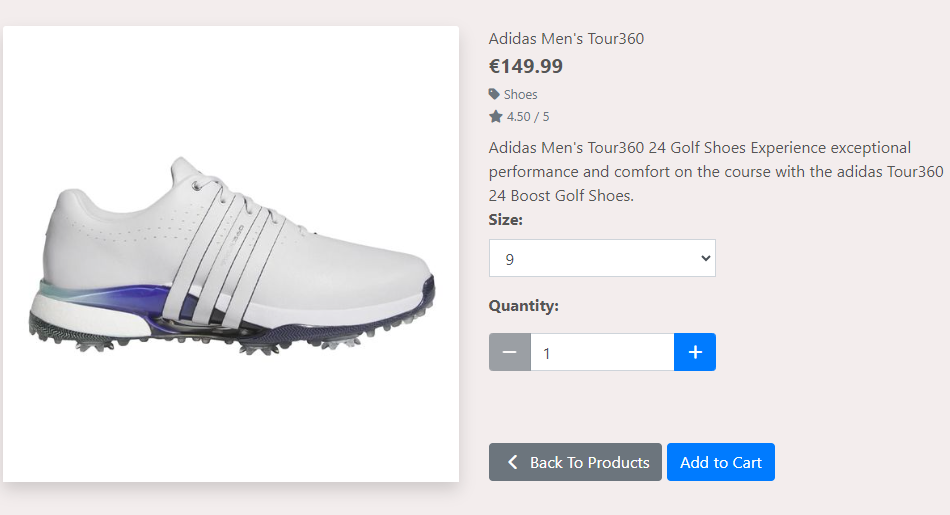 Adidas Men's Tour360
€149.99
Shoes
4.50 / 5
Adidas Men's Tour360 24 Golf Shoes Experience exceptional
performance and comfort on the course with the adidas Tour360
24 Boost Golf Shoes.
Size:
9
Quantity:
1
Back To Products
Add to Cart